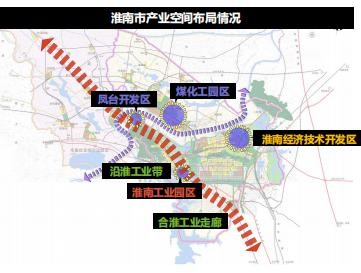 淮南市产业空间布局情况
煤化工园区
凤台开发区
淮南经济技术开发区
沿淮工业带
淮南工业园区
合淮工业走廊